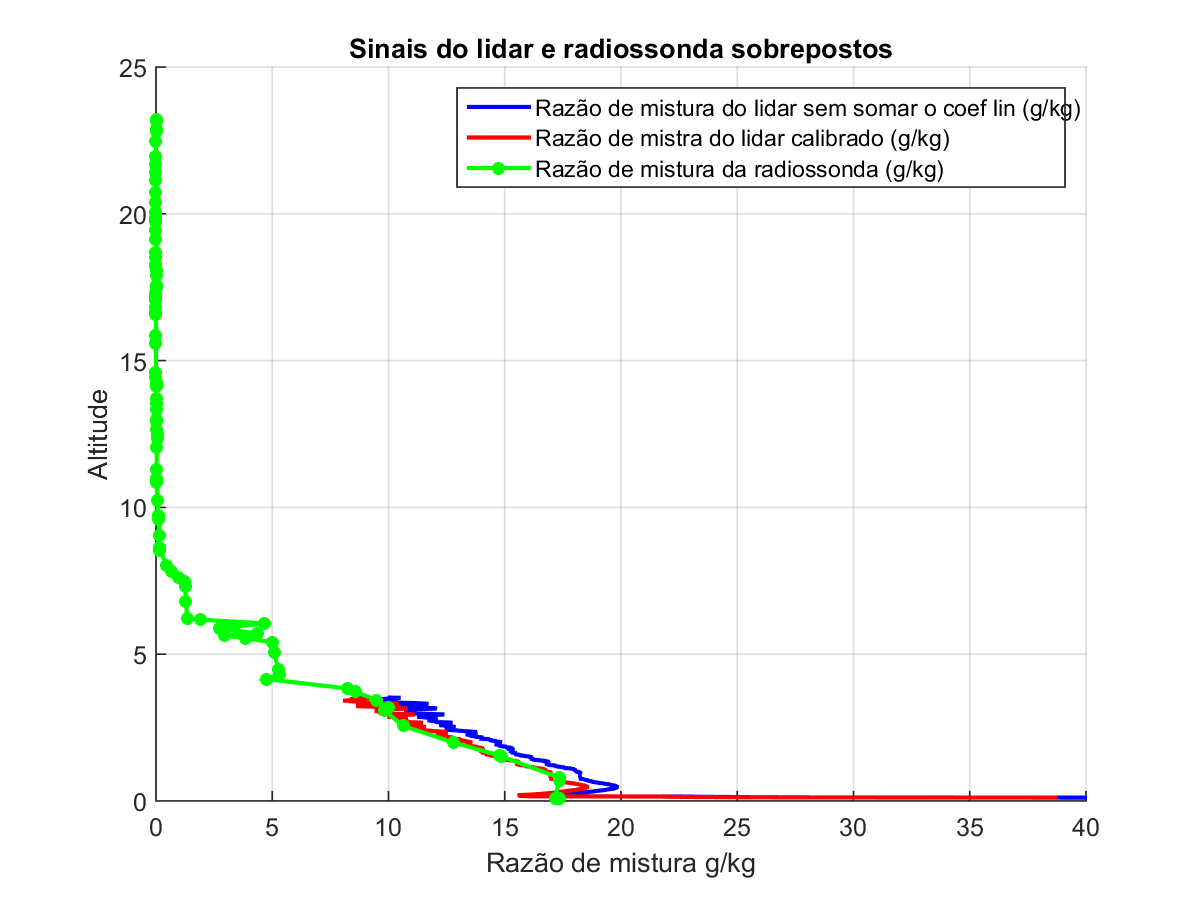 Sinais do lidar e radiossonda sobrepostos
25
Razão de mistura do lidar sem somar o coef lin (g/kg)
Razão de mistra do lidar calibrado (g/kg)
Razão de mistura da radiossonda (g/kg)
20
15
Altitude
10
5
0
0 5 10 15 20 25 30 35 40
Razão de mistura g/kg